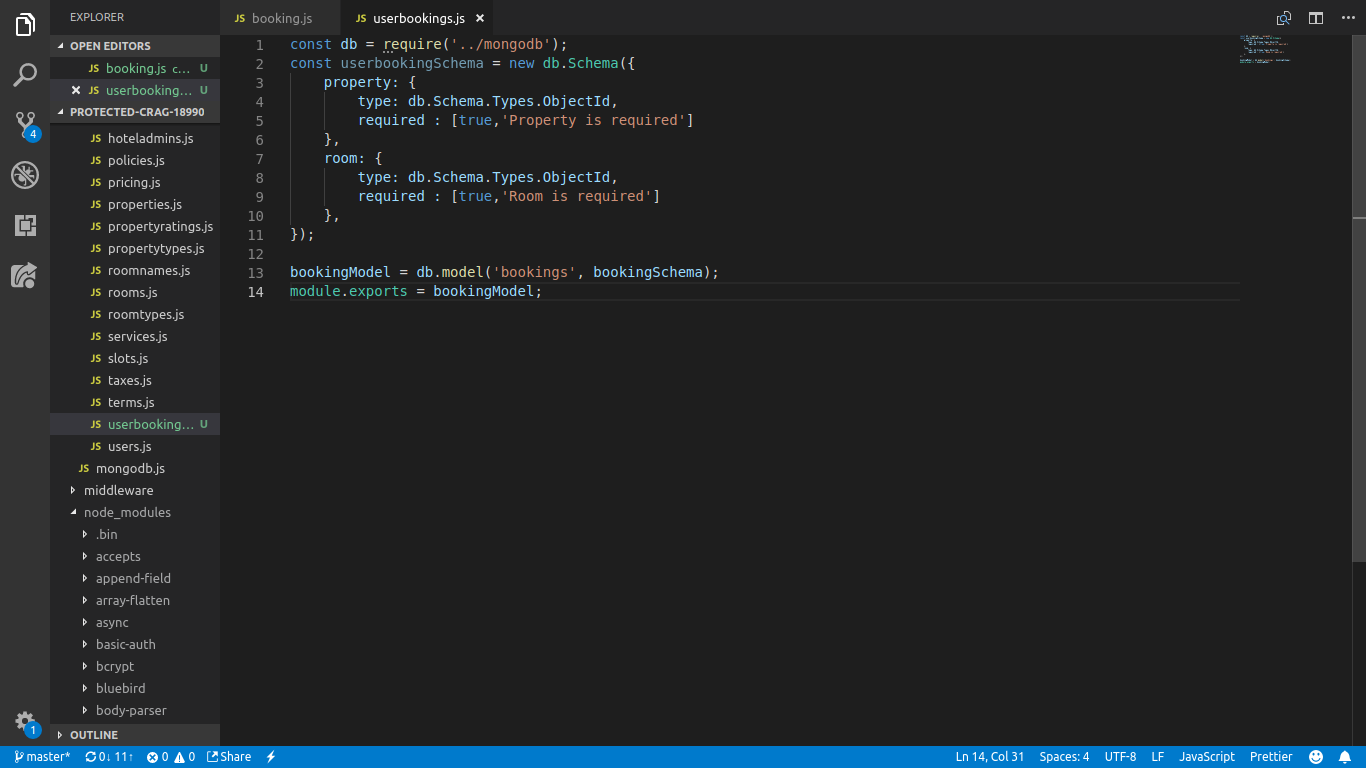 EXPLORER
OPEN EDITORS
JS booking.js c... U
JS userbooking... U
PROTECTED-CRAG-18990
JS hoteladmins.js
JS policies.js
JS pricing.js
JS properties.js
JS propertyratings.js
JS propertytypes.js
JS roomnames.js
JS rooms.js
JS roomtypes.js
JS services.js
JS slots.js
JS taxes.js
JS terms.js
JS userbooking... U
JS users.js
JS mongodb.js
middleware
node_modules
.bin
accepts
append-field
array-flatten
async
basic-auth
bcrypt
bluebird
body-parser
OUTLINE
4
1
JS booking.js JS userbookings.js
1 const db = require('../mongodb');
2 const userbookingSchema = new db.Schema({
3 property: {
4 type: db.Schema.Types.ObjectId,
5 required : [true,'Property is required']
6 },
7 room: {
8 type: db.Schema.Types.ObjectId,
9 required : [true,'Room is required']
10 },
11 });
12
13 bookingModel = db.model('bookings', bookingSchema);
14 module.exports = bookingModel;
master* 0↓ 11↑ 0 0 Share Ln 14, Col 31 Spaces: 4 UTF-8 LF JavaScript Prettier